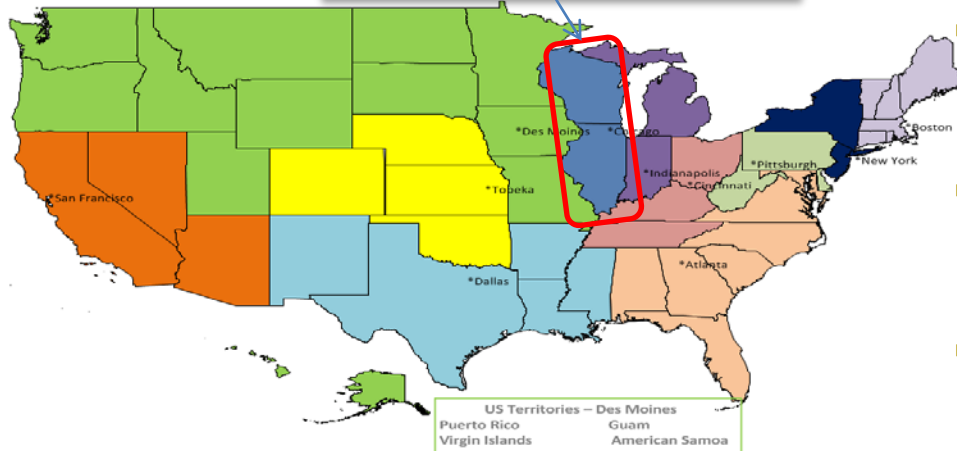 *Des Moines
*Chicago
*Boston
*Pittsburgh
*New York
*Indianapolis
*Cincinnati
*Topeka
*San Francisco
*Atlanta
*Dallas
US Territories – Des Moines
Puerto Rico Guam
Virgin Islands American Samoa